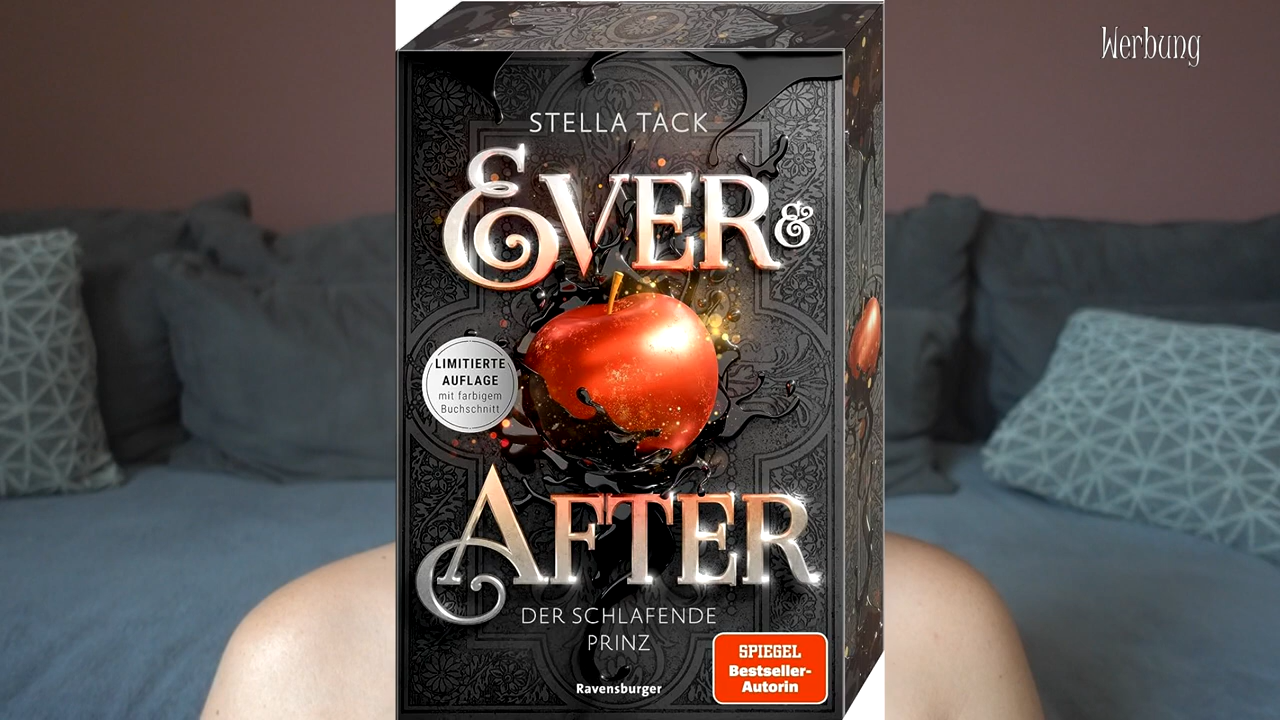 Werbung
STELLA TACK
EVER &
LIMITIERTE
AUFLAGE
mit farbigem
Buchschnitt
AFTER
DER SCHLAFENDE
PRINZ
SPIEGEL
Bestseller-
Autorin
Ravensburger